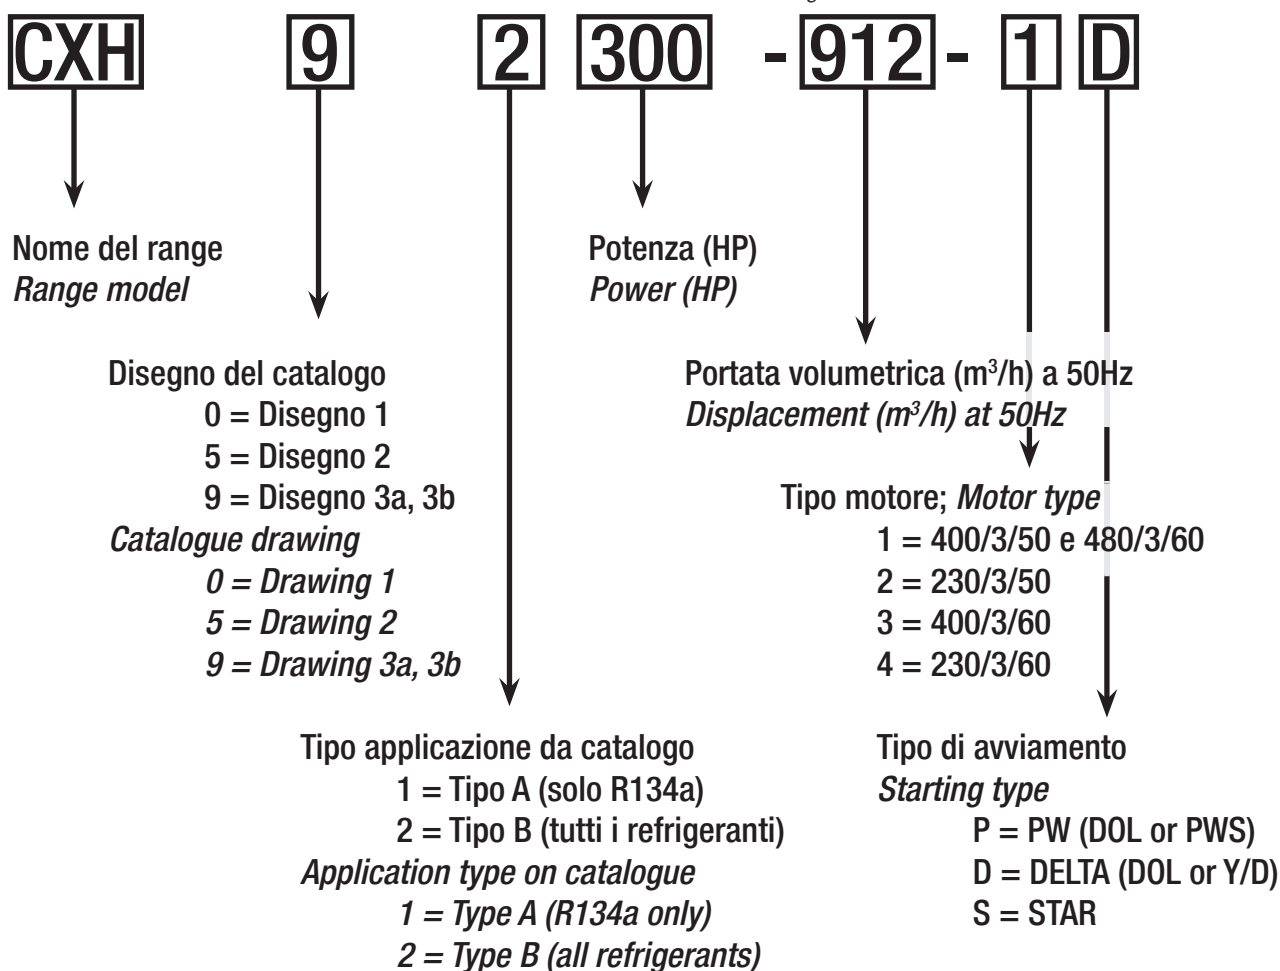 CXH 9 2 300 - 912 - 1 D
Nome del range
Range model
Potenza (HP)
Power (HP)
Disegno del catalogo
0 = Disegno 1
5 = Disegno 2
9 = Disegno 3a, 3b
Catalogue drawing
0 = Drawing 1
5 = Drawing 2
9 = Drawing 3a, 3b
Portata volumetrica (m³/h) a 50Hz
Displacement (m³/h) at 50Hz
Tipo motore; Motor type
1 = 400/3/50 e 480/3/60
2 = 230/3/50
3 = 400/3/60
4 = 230/3/60
Tipo applicazione da catalogo
1 = Tipo A (solo R134a)
2 = Tipo B (tutti i refrigeranti)
Application type on catalogue
1 = Type A (R134a only)
2 = Type B (all refrigerants)
Tipo di avviamento
Starting type
P = PW (DOL or PWS)
D = DELTA (DOL or Y/D)
S = STAR